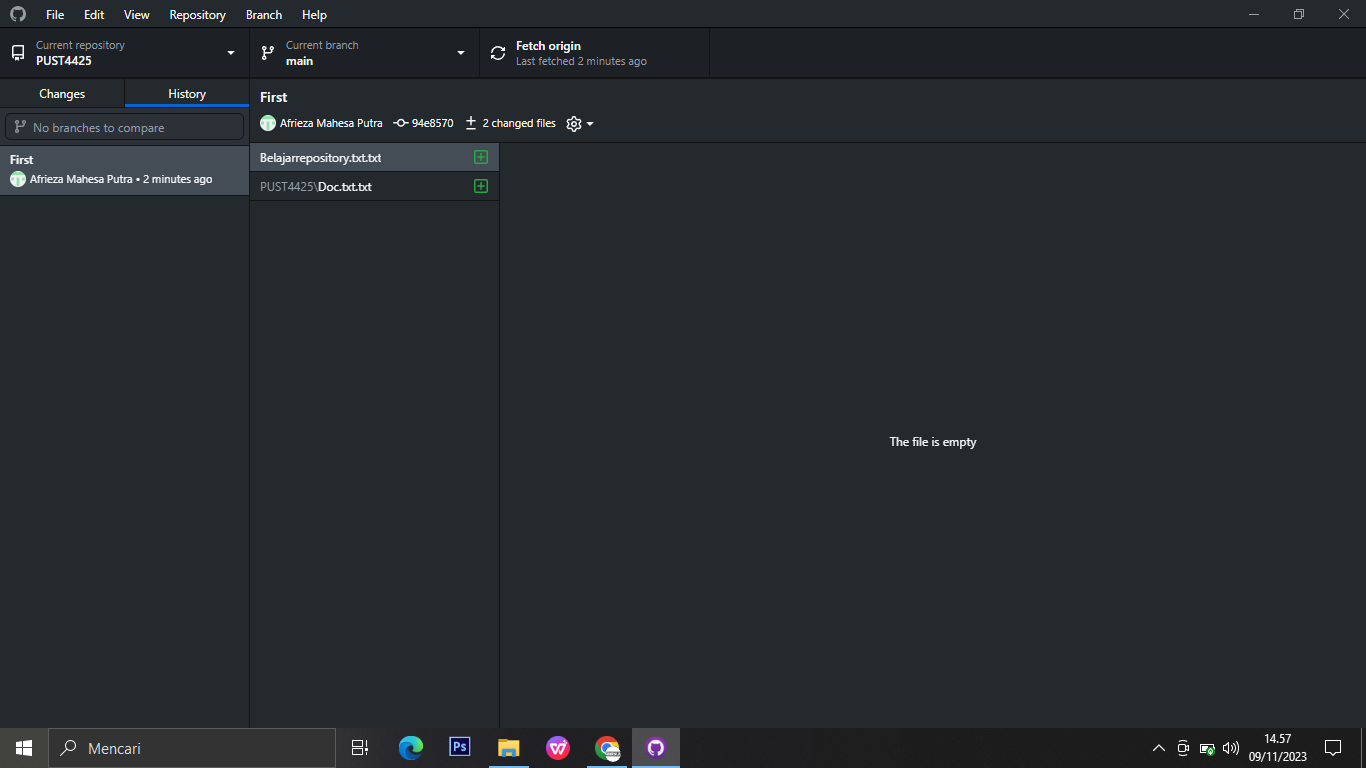 File Edit View Repository Branch Help
Current repository
PUST4425
Current branch
main
Fetch origin
Last fetched 2 minutes ago
Changes
History
No branches to compare
First
Afrieza Mahesa Putra • 2 minutes ago
First
Afrieza Mahesa Putra 94e8570 2 changed files
Belajarrepository.txt.txt
PUST4425\Doc.txt.txt
The file is empty
Mencari
Ps
14.57
09/11/2023